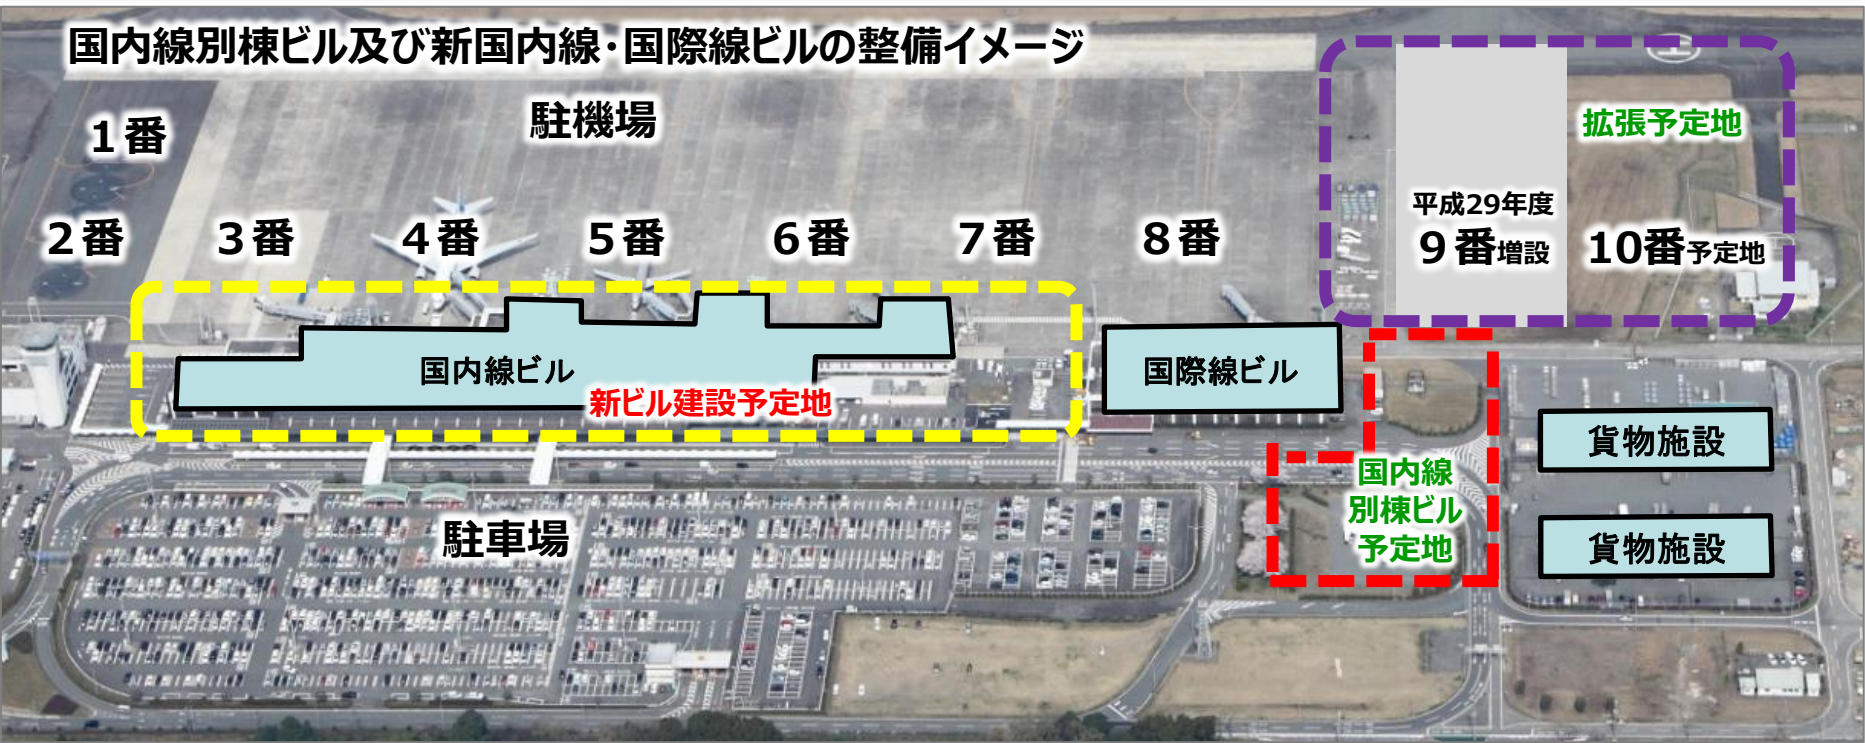 国内線別棟ビル及び新国内線・国際線ビルの整備イメージ
駐機場
1番
拡張予定地
平成29年度
2番 3番 4番 5番 6番 7番 8番 9番増設 10番予定地
国内線ビル
新ビル建設予定地
国際線ビル
貨物施設
国内線
別棟ビル
予定地
駐車場
貨物施設